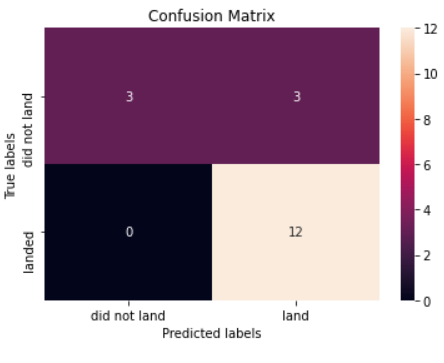 Confusion Matrix
True labels
did not land
landed
3
3
0
12
did not land
land
Predicted labels
12
10
8
6
4
2
0